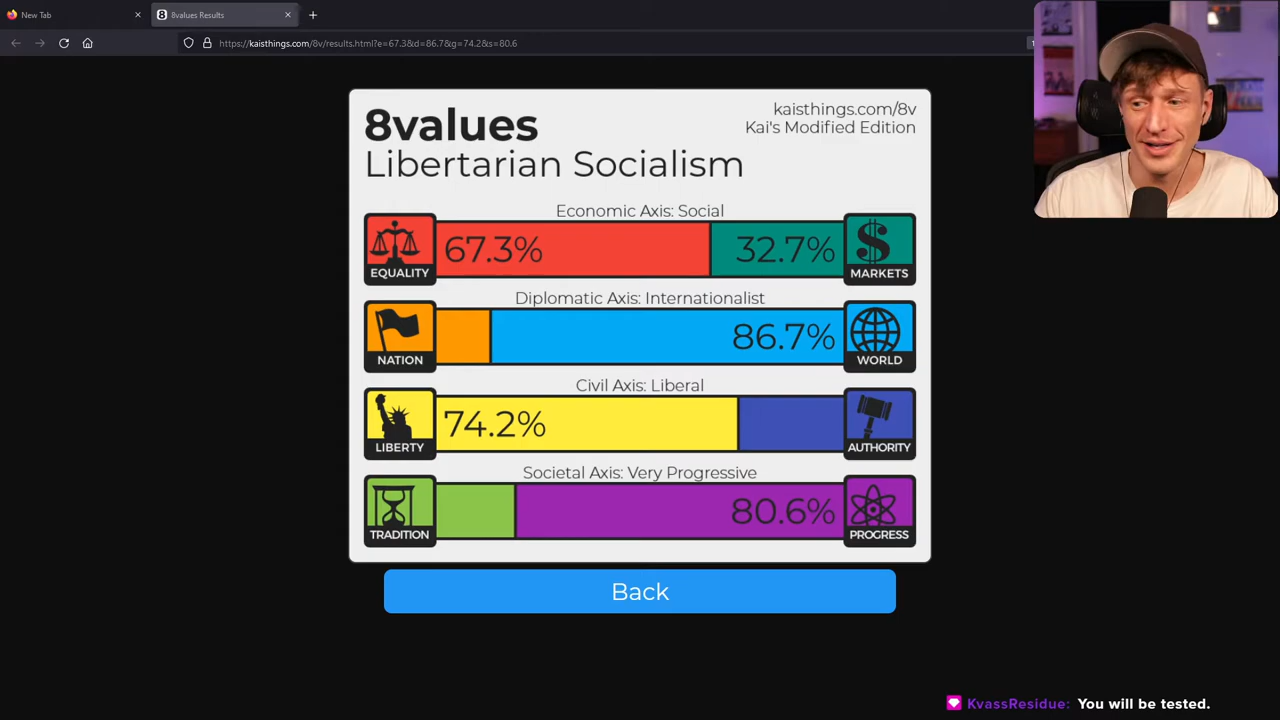 New Tab
8values Results
https://kaisthings.com/8v/results.html?e=67.3&d=86.7&g=74.2&s=80.6
8values
kaisthings.com/8v
Kai's Modified Edition
Libertarian Socialism
Economic Axis: Social
EQUALITY
67.3%
32.7%
MARKETS
Diplomatic Axis: Internationalist
NATION
86.7%
WORLD
Civil Axis: Liberal
LIBERTY
74.2%
AUTHORITY
Societal Axis: Very Progressive
TRADITION
80.6%
PROGRESS
Back
KvassResidue: You will be tested.